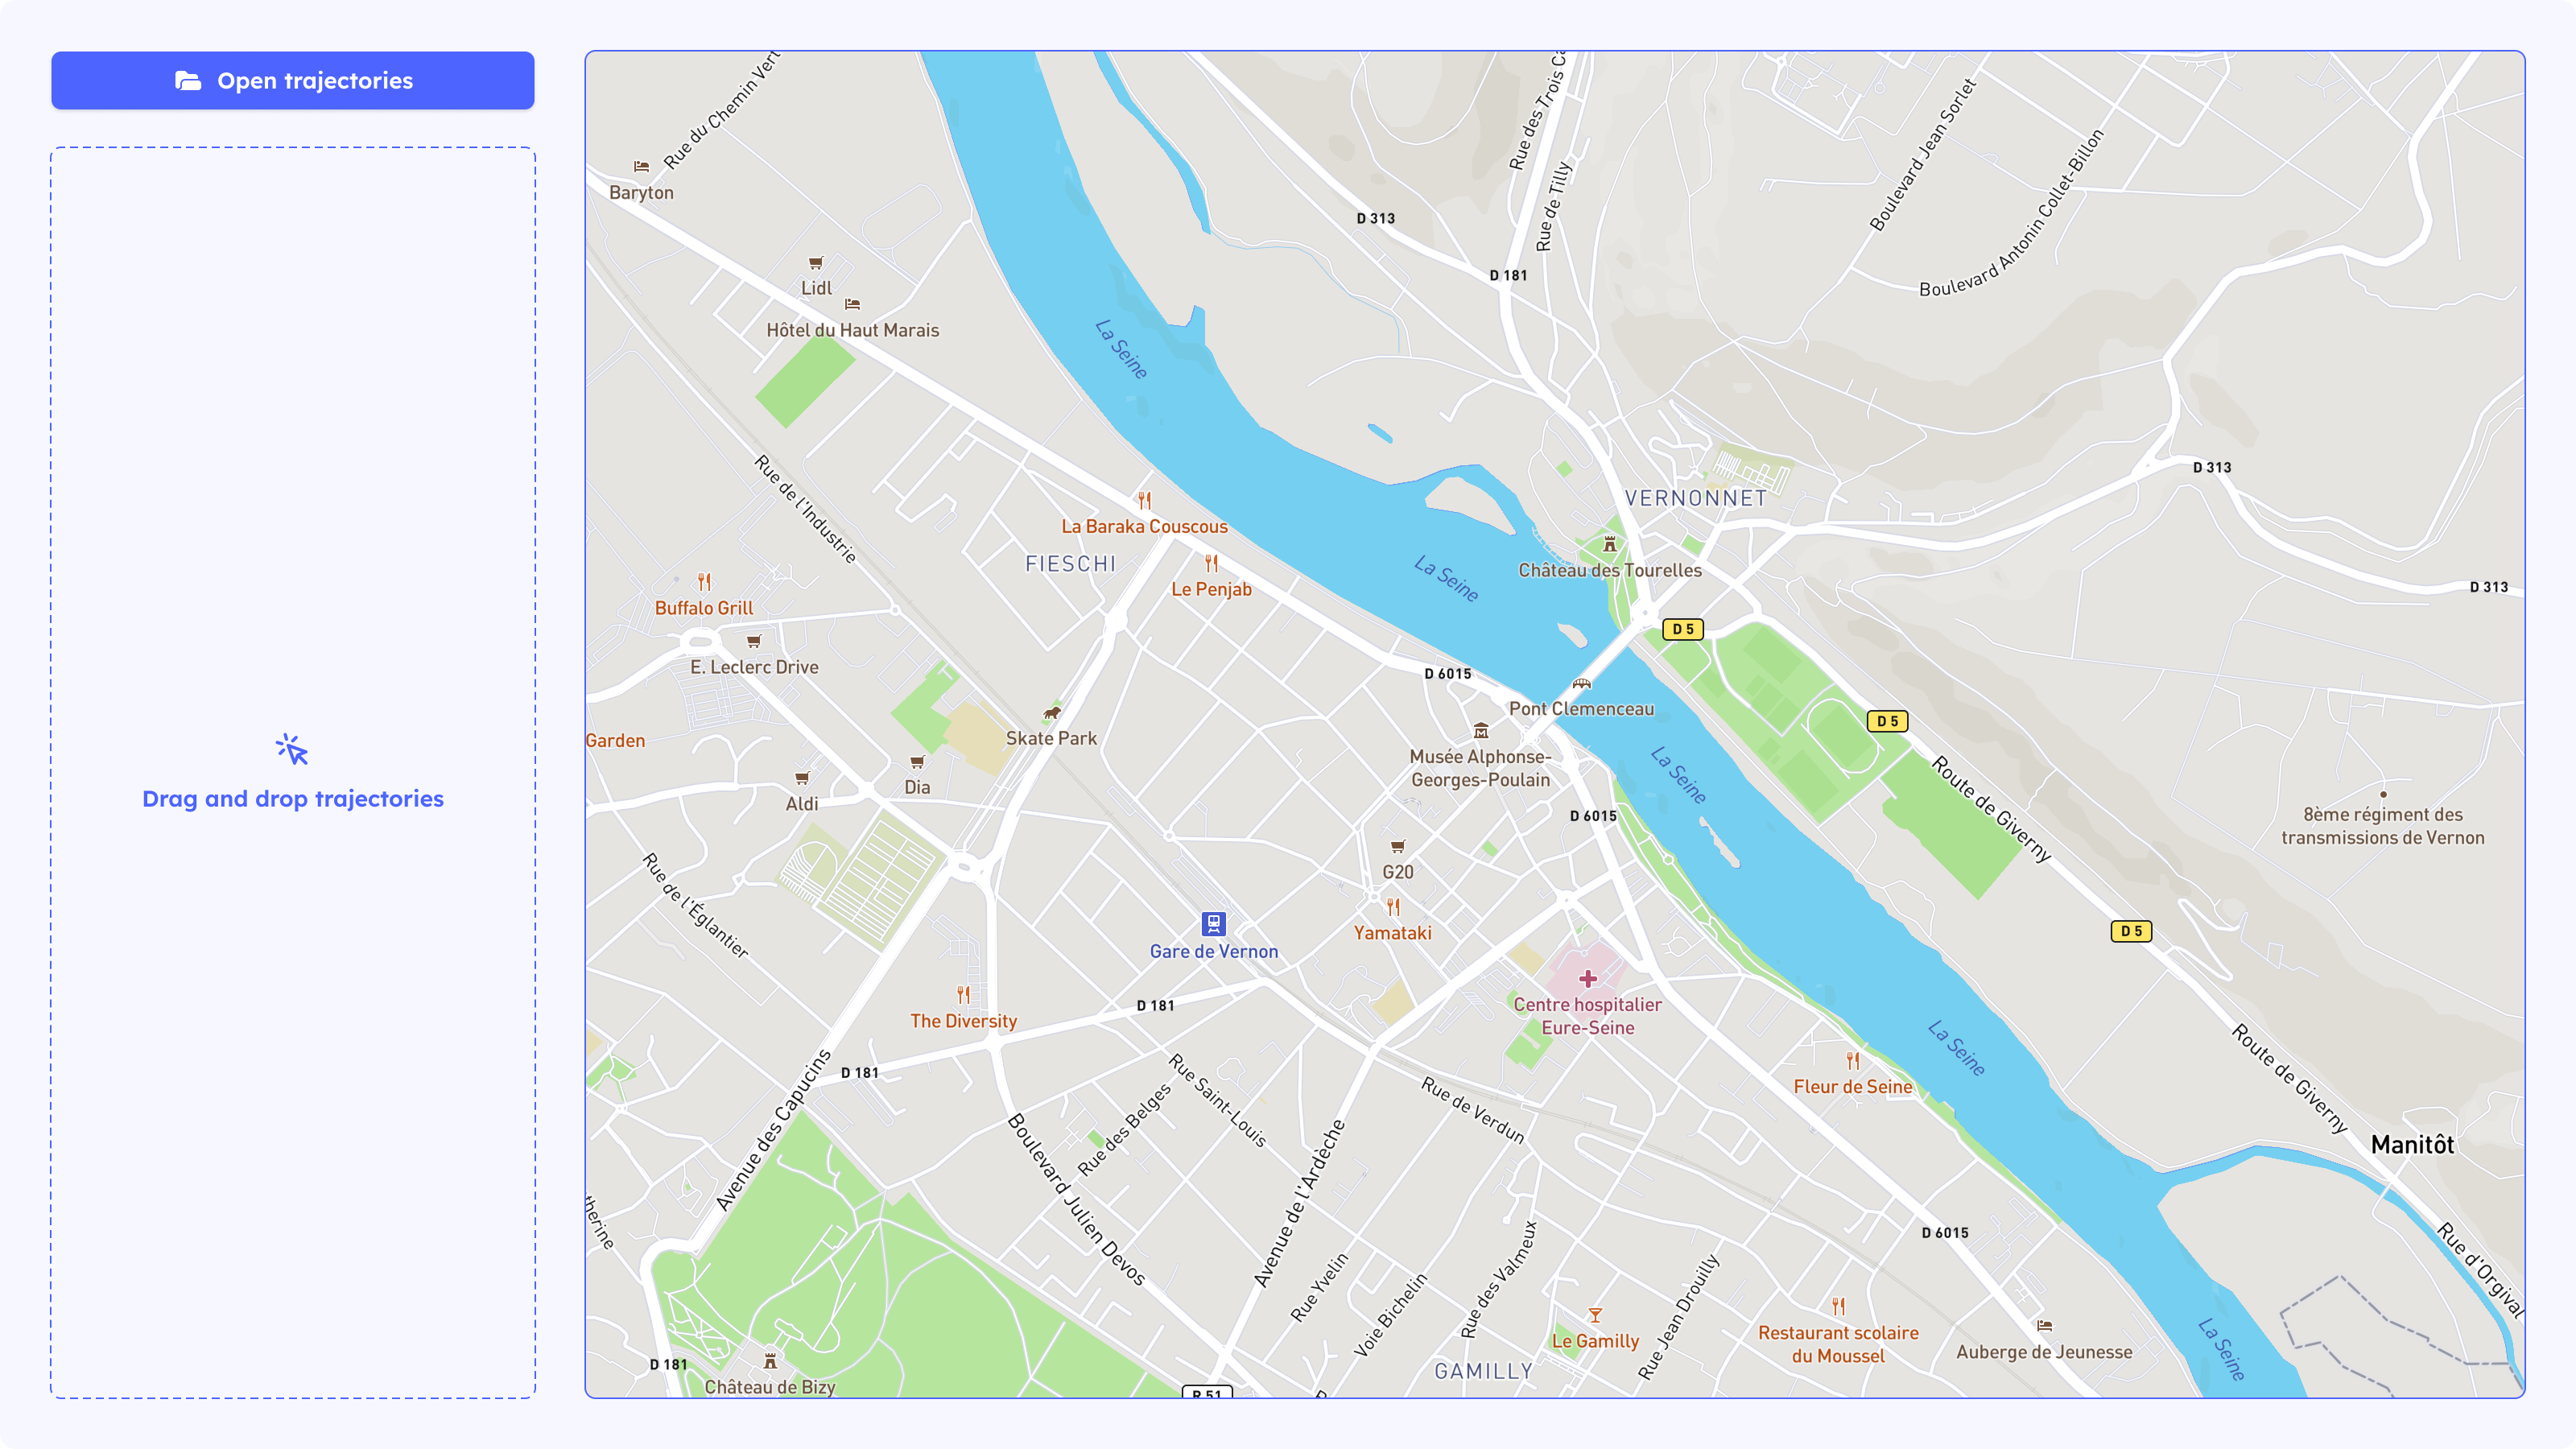 Open trajectories
Drag and drop trajectories
Rue du Chemin Vert
Baryton
Lidl
Hôtel du Haut Marais
La Seine
D 313
D 181
Rue des Trois
Rue de Tilly
Boulevard Jean Sorlet
Boulevard Antonin Collet-Billon
Rue de l'Industrie
La Baraka Couscous
FIESCHI
Le Penjab
La Seine
VERNONNET
Château des Tourelles
D 313
D 313
D 5
Buffalo Grill
E. Leclerc Drive
Garden
Skate Park
Dia
Aldi
D 6015
Pont Clemenceau
Musée Alphonse-
Georges-Poulain
La Seine
D 5
Route de Giverny
D 6015
8ème régiment des
transmissions de Vernon
G20
Yamataki
Rue de l'Églantier
Gare de Vernon
D 5
The Diversity
D 181
Centre hospitalier
Eure-Seine
La Seine
Fleur de Seine
Route de Giverny
D 181
Avenue des Capucins
Rue Saint-Louis
Rue des Belges
Rue de Verdun
Manitôt
Boulevard Julien Devos
Avenue de l'Ardèche
therine
D 6015
Rue d'Orgival
Rue Yvelin
Voie Bichelin
Rue des Valmeux
Rue Jean Drouilly
Le Gamilly
Restaurant scolaire
du Moussel
Auberge de Jeunesse
La Seine
D 181
Château de Bizy
GAMILLY
R 51